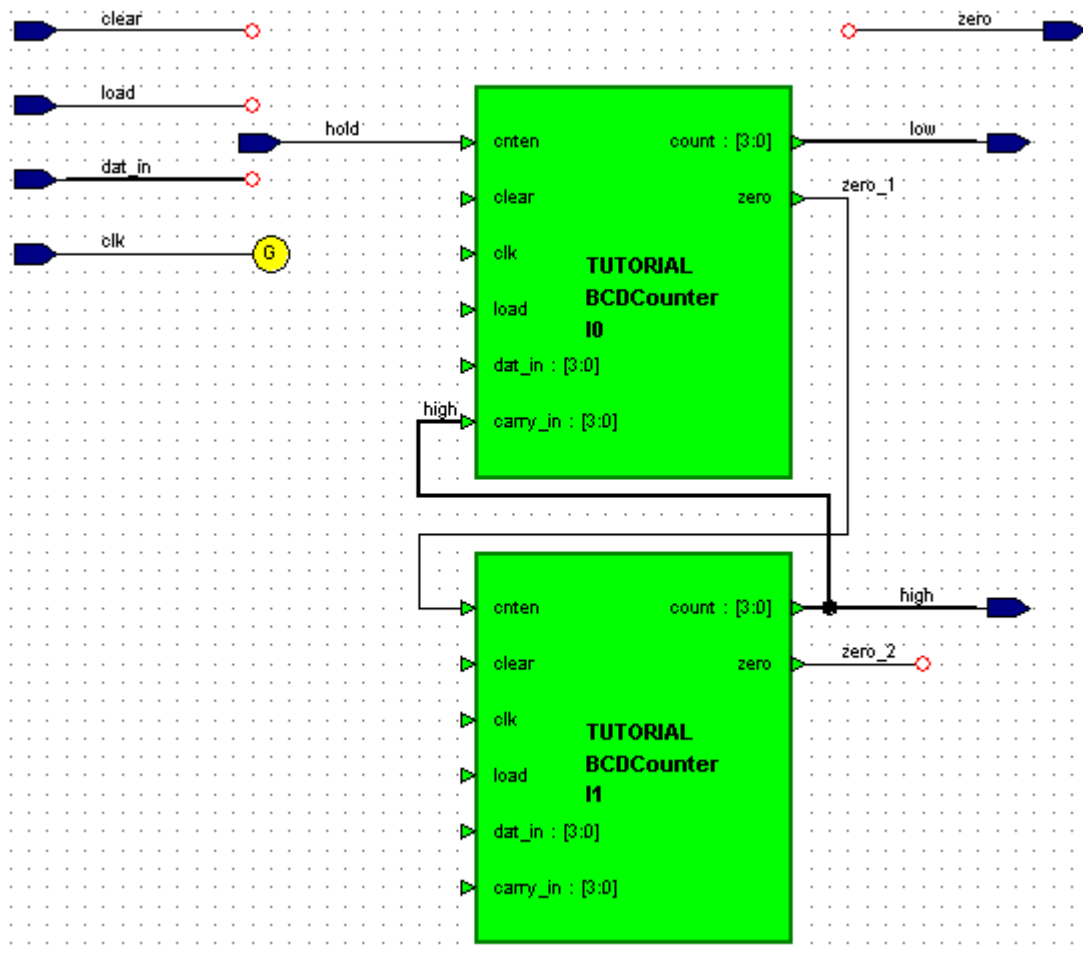 clear
zero
load
hold
dat_in
clk
G
cnten
count : [3:0]
low
clear
zero
zero_1
clk
TUTORIAL
BCDCounter
I0
load
dat_in : [3:0]
high
carry_in : [3:0]
cnten
count : [3:0]
high
clear
zero
zero_2
clk
TUTORIAL
BCDCounter
I1
load
dat_in : [3:0]
carry_in : [3:0]